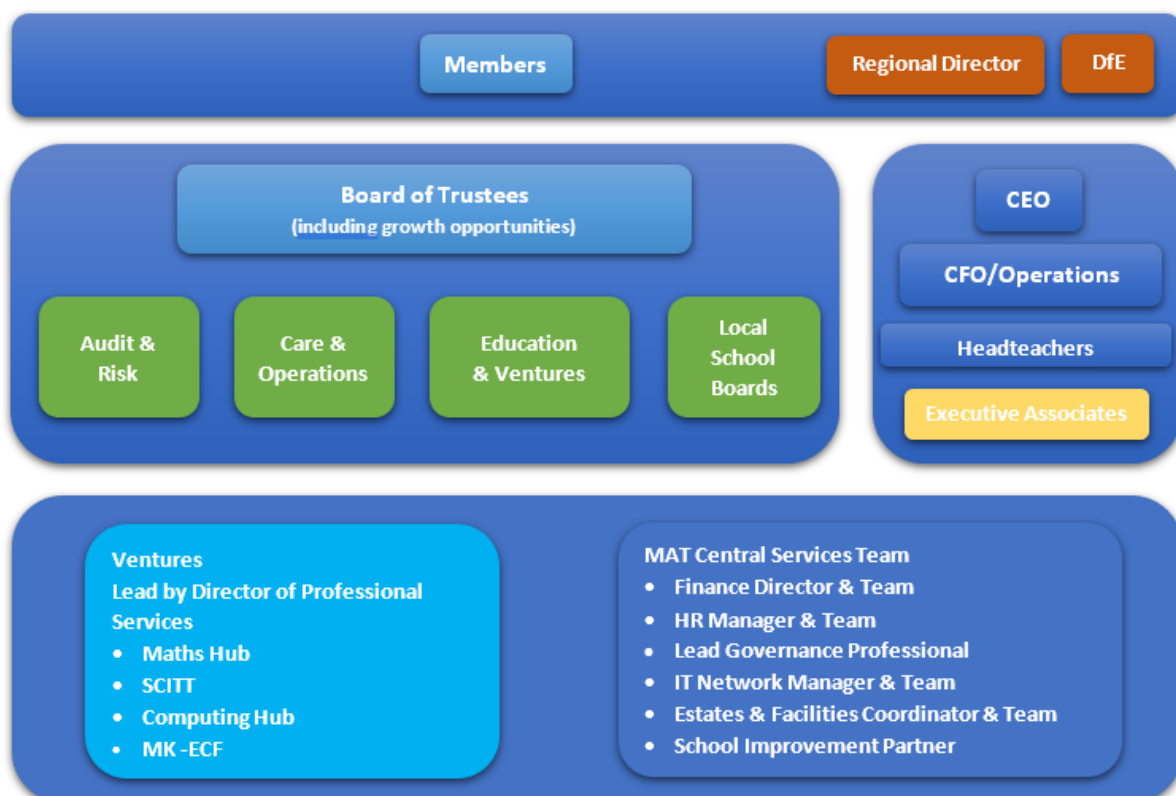 Members
Regional Director
DfE
Board of Trustees
(including growth opportunities)
Audit &
Risk
Care &
Operations
Education
& Ventures
Local
School
Boards
CEO
CFO/Operations
Headteachers
Executive Associates
Ventures
Lead by Director of Professional
Services
• Maths Hub
• SCITT
• Computing Hub
• MK -ECF
MAT Central Services Team
• Finance Director & Team
• HR Manager & Team
• Lead Governance Professional
• IT Network Manager & Team
• Estates & Facilities Coordinator & Team
• School Improvement Partner